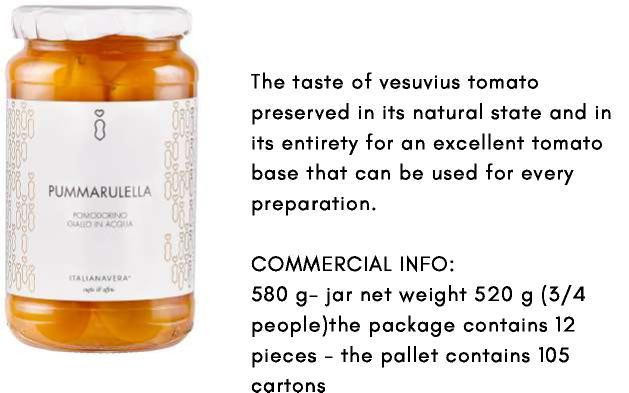 PUMMARULELLA
POMODORINO
GIALLO IN ACQUA
ITALIANAVERA®
The taste of vesuvius tomato
preserved in its natural state and in
its entirety for an excellent tomato
base that can be used for every
preparation.
COMMERCIAL INFO:
580 g- jar net weight 520 g (3/4
people)the package contains 12
pieces - the pallet contains 105
cartons